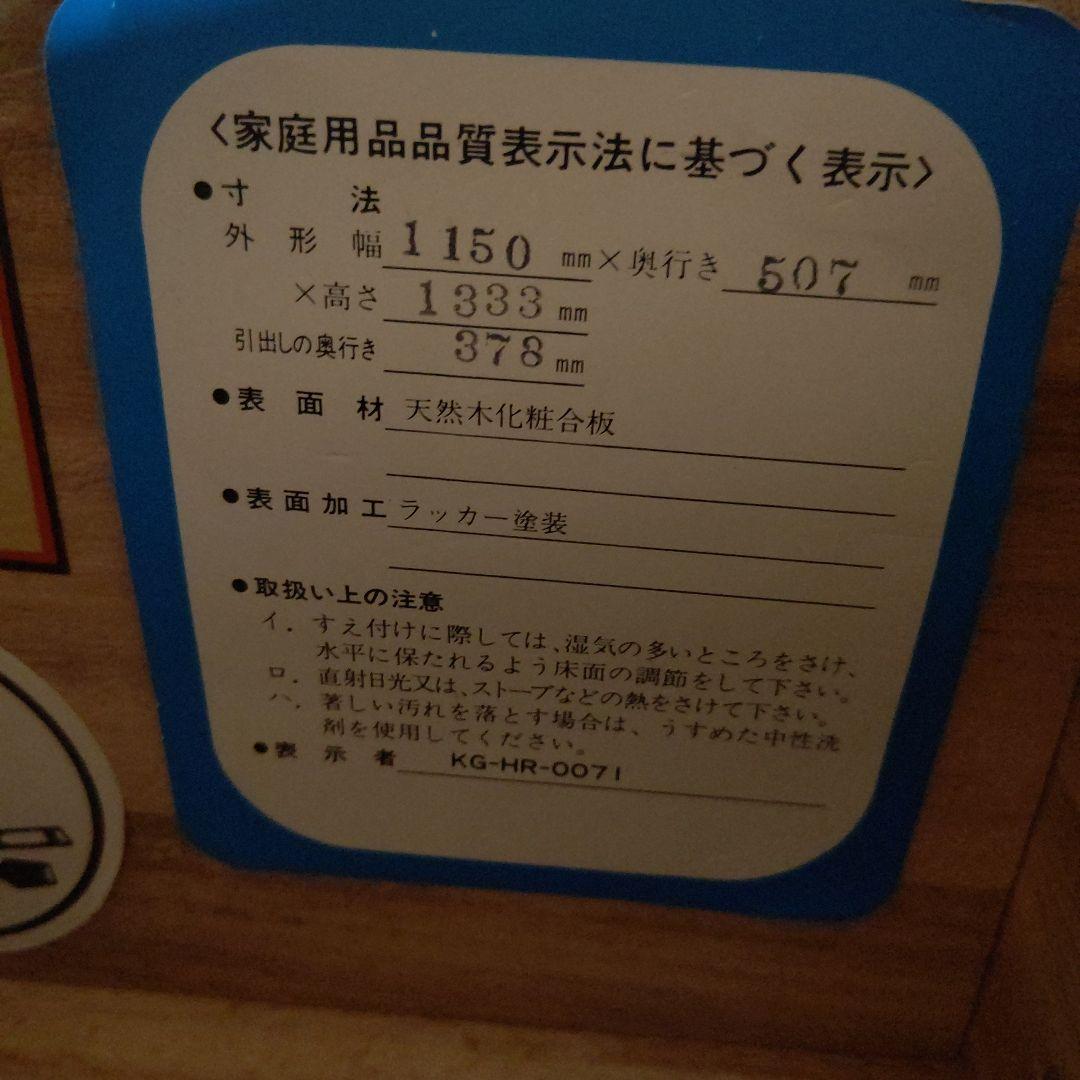 〈家庭用品品質表示法に基づく表示〉
●寸法
外形幅 1150 mm×奥行き 507 mm
×高さ 1333 mm
引出しの奥行き 378 mm
●表面材 天然木化粧合板
●表面加工 ラッカー塗装
●取扱い上の注意
イ．すえ付けに際しては、湿気の多いところをさけ、
水平に保たれるよう床面の調節をして下さい。
ロ．直射日光又は、ストーブなどの熱をさけて下さい。
ハ．著しい汚れを落とす場合は、うすめた中性洗
剤を使用してください。
●表示者 KG-HR-0071